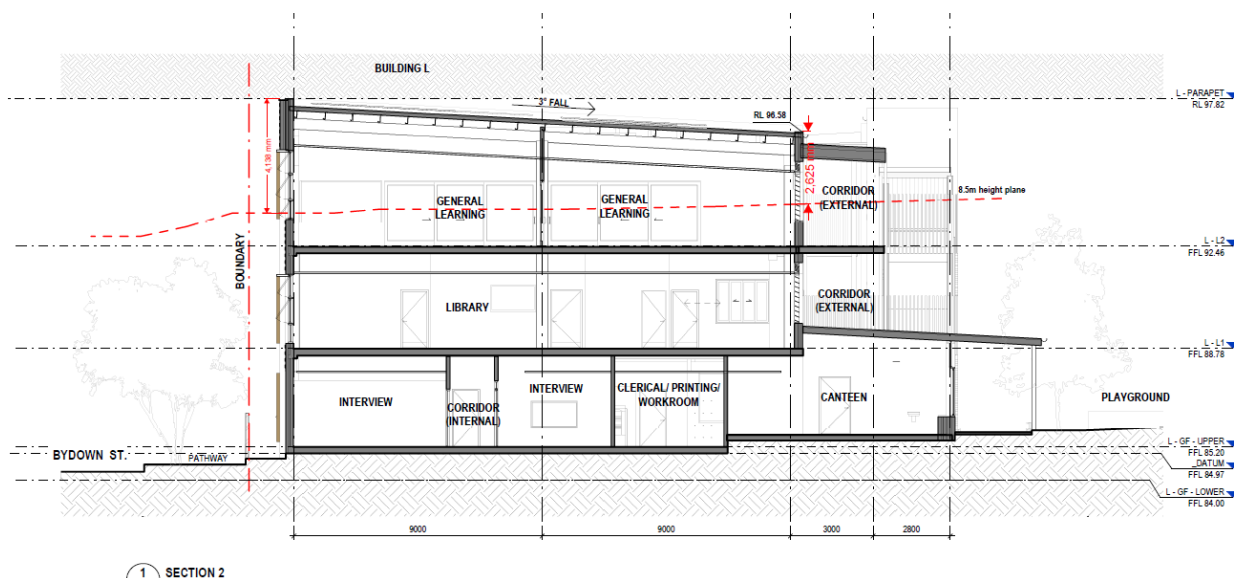 BUILDING L
3° FALL
L - PARAPET
RL 97.82
RL 96.58
4,138 mm
2,625 mm
GENERAL
LEARNING
GENERAL
LEARNING
CORRIDOR
(EXTERNAL)
8.5m height plane
BOUNDARY
L - L2
FFL 92.46
LIBRARY
CORRIDOR
(EXTERNAL)
L - L1
FFL 88.78
INTERVIEW
CORRIDOR
(INTERNAL)
INTERVIEW
CLERICAL/ PRINTING/
WORKROOM
CANTEEN
PLAYGROUND
BYDOWN ST.
PATHWAY
L - GF - UPPER
FFL 85.20
_DATUM
FFL 84.97
L - GF - LOWER
FFL 84.00
9000
9000
3000
2800
1
SECTION 2